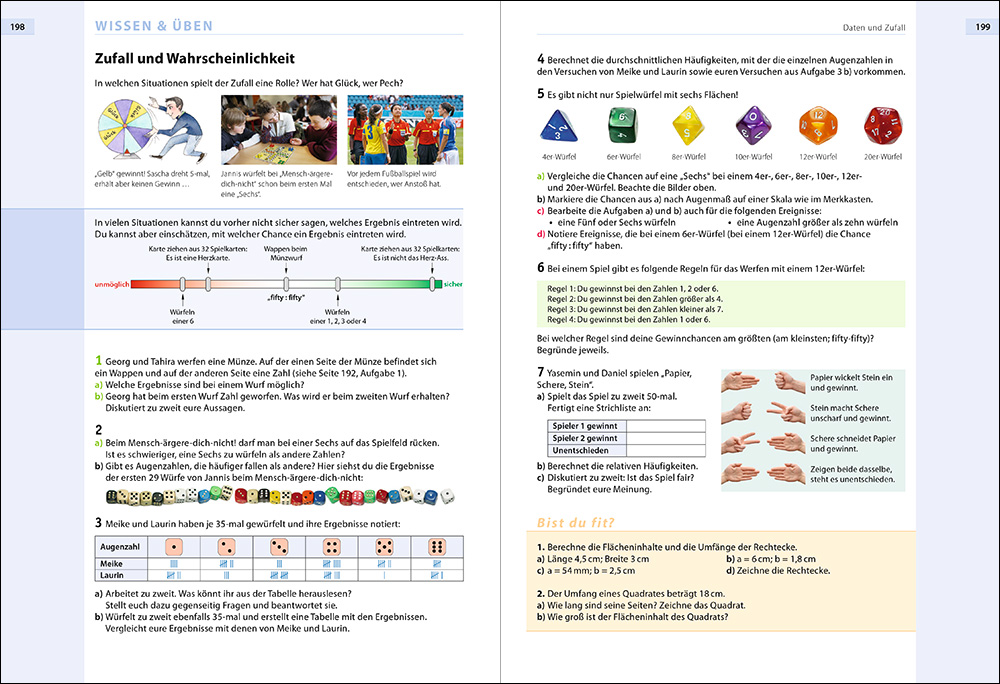 198
WISSEN & ÜBEN
Zufall und Wahrscheinlichkeit
In welchen Situationen spielt der Zufall eine Rolle? Wer hat Glück, wer Pech?
„Gelb" gewinnt! Sascha dreht 5-mal,
erhält aber keinen Gewinn …
Jannis würfelt bei „Mensch-ärgere-
dich-nicht" schon beim ersten Mal
eine „Sechs".
Vor jedem Fußballspiel wird
entschieden, wer Anstoß hat.
In vielen Situationen kannst du vorher nicht sicher sagen, welches Ergebnis eintreten wird.
Du kannst aber einschätzen, mit welcher Chance ein Ergebnis eintreten wird.
Karte ziehen aus 32 Spielkarten:
Es ist eine Herzkarte.
Wappen beim
Münzwurf
Karte ziehen aus 32 Spielkarten:
Es ist nicht das Herz-Ass.
unmöglich
sicher
„fifty : fifty"
Würfeln
einer 6
Würfeln
einer 1, 2, 3 oder 4
1 Georg und Tahira werfen eine Münze. Auf der einen Seite der Münze befindet sich
ein Wappen und auf der anderen Seite eine Zahl (siehe Seite 192, Aufgabe 1).
a) Welche Ergebnisse sind bei einem Wurf möglich?
b) Georg hat beim ersten Wurf Zahl geworfen. Was wird er beim zweiten Wurf erhalten?
Diskutiert zu zweit eure Aussagen.
2
a) Beim Mensch-ärgere-dich-nicht! darf man bei einer Sechs auf das Spielfeld rücken.
Ist es schwieriger, eine Sechs zu würfeln als andere Zahlen?
b) Gibt es Augenzahlen, die häufiger fallen als andere? Hier siehst du die Ergebnisse
der ersten 29 Würfe von Jannis beim Mensch-ärgere-dich-nicht:
3 Meike und Laurin haben je 35-mal gewürfelt und ihre Ergebnisse notiert:
Augenzahl
Meike
Laurin
a) Arbeitet zu zweit. Was könnt ihr aus der Tabelle herauslesen?
Stellt euch dazu gegenseitig Fragen und beantwortet sie.
b) Würfelt zu zweit ebenfalls 35-mal und erstellt eine Tabelle mit den Ergebnissen.
Vergleicht eure Ergebnisse mit denen von Meike und Laurin.
Daten und Zufall
199
4 Berechnet die durchschnittlichen Häufigkeiten, mit der die einzelnen Augenzahlen in
den Versuchen von Meike und Laurin sowie euren Versuchen aus Aufgabe 3 b) vorkommen.
5 Es gibt nicht nur Spielwürfel mit sechs Flächen!
4er-Würfel
6er-Würfel
8er-Würfel
10er-Würfel
12er-Würfel
20er-Würfel
a) Vergleiche die Chancen auf eine „Sechs" bei einem 4er-, 6er-, 8er-, 10er-, 12er-
und 20er-Würfel. Beachte die Bilder oben.
b) Markiere die Chancen aus a) nach Augenmaß auf einer Skala wie im Merkkasten.
c) Bearbeite die Aufgaben a) und b) auch für die folgenden Ereignisse:
• eine Fünf oder Sechs würfeln • eine Augenzahl größer als zehn würfeln
d) Notiere Ereignisse, die bei einem 6er-Würfel (bei einem 12er-Würfel) die Chance
„fifty : fifty" haben.
6 Bei einem Spiel gibt es folgende Regeln für das Werfen mit einem 12er-Würfel:
Regel 1: Du gewinnst bei den Zahlen 1, 2 oder 6.
Regel 2: Du gewinnst bei den Zahlen größer als 4.
Regel 3: Du gewinnst bei den Zahlen kleiner als 7.
Regel 4: Du gewinnst bei den Zahlen 1 oder 6.
Bei welcher Regel sind deine Gewinnchancen am größten (am kleinsten; fifty-fifty)?
Begründe jeweils.
7 Yasemin und Daniel spielen „Papier,
Schere, Stein".
a) Spielt das Spiel zu zweit 50-mal.
Fertigt eine Strichliste an:
Spieler 1 gewinnt
Spieler 2 gewinnt
Unentschieden
b) Berechnet die relativen Häufigkeiten.
c) Diskutiert zu zweit: Ist das Spiel fair?
Begründet eure Meinung.
Papier wickelt Stein ein
und gewinnt.
Stein macht Schere
unscharf und gewinnt.
Schere schneidet Papier
und gewinnt.
Zeigen beide dasselbe,
steht es unentschieden.
Bist du fit?
1. Berechne die Flächeninhalte und die Umfänge der Rechtecke.
a) Länge 4,5 cm; Breite 3 cm b) a = 6 cm; b = 1,8 cm
c) a = 54 mm; b = 2,5 cm d) Zeichne die Rechtecke.
2. Der Umfang eines Quadrates beträgt 18 cm.
a) Wie lang sind seine Seiten? Zeichne das Quadrat.
b) Wie groß ist der Flächeninhalt des Quadrats?